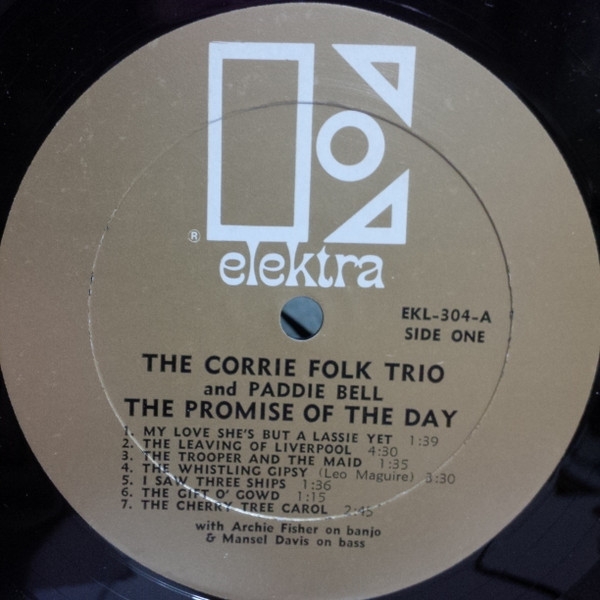 ®
elektra
EKL-304-A
SIDE ONE
THE CORRIE FOLK TRIO
and PADDIE BELL
THE PROMISE OF THE DAY
1. MY LOVE SHE'S BUT A LASSIE YET 1:39
2. THE LEAVING OF LIVERPOOL 4:30
3. THE TROOPER AND THE MAID 1:35
4. THE WHISTLING GIPSY (Leo Maguire) 3:30
5. I SAW THREE SHIPS 1:36
6. THE GIFT O' GOWD 1:15
7. THE CHERRY TREE CAROL 2:45
with Archie Fisher on banjo
& Mansel Davis on bass